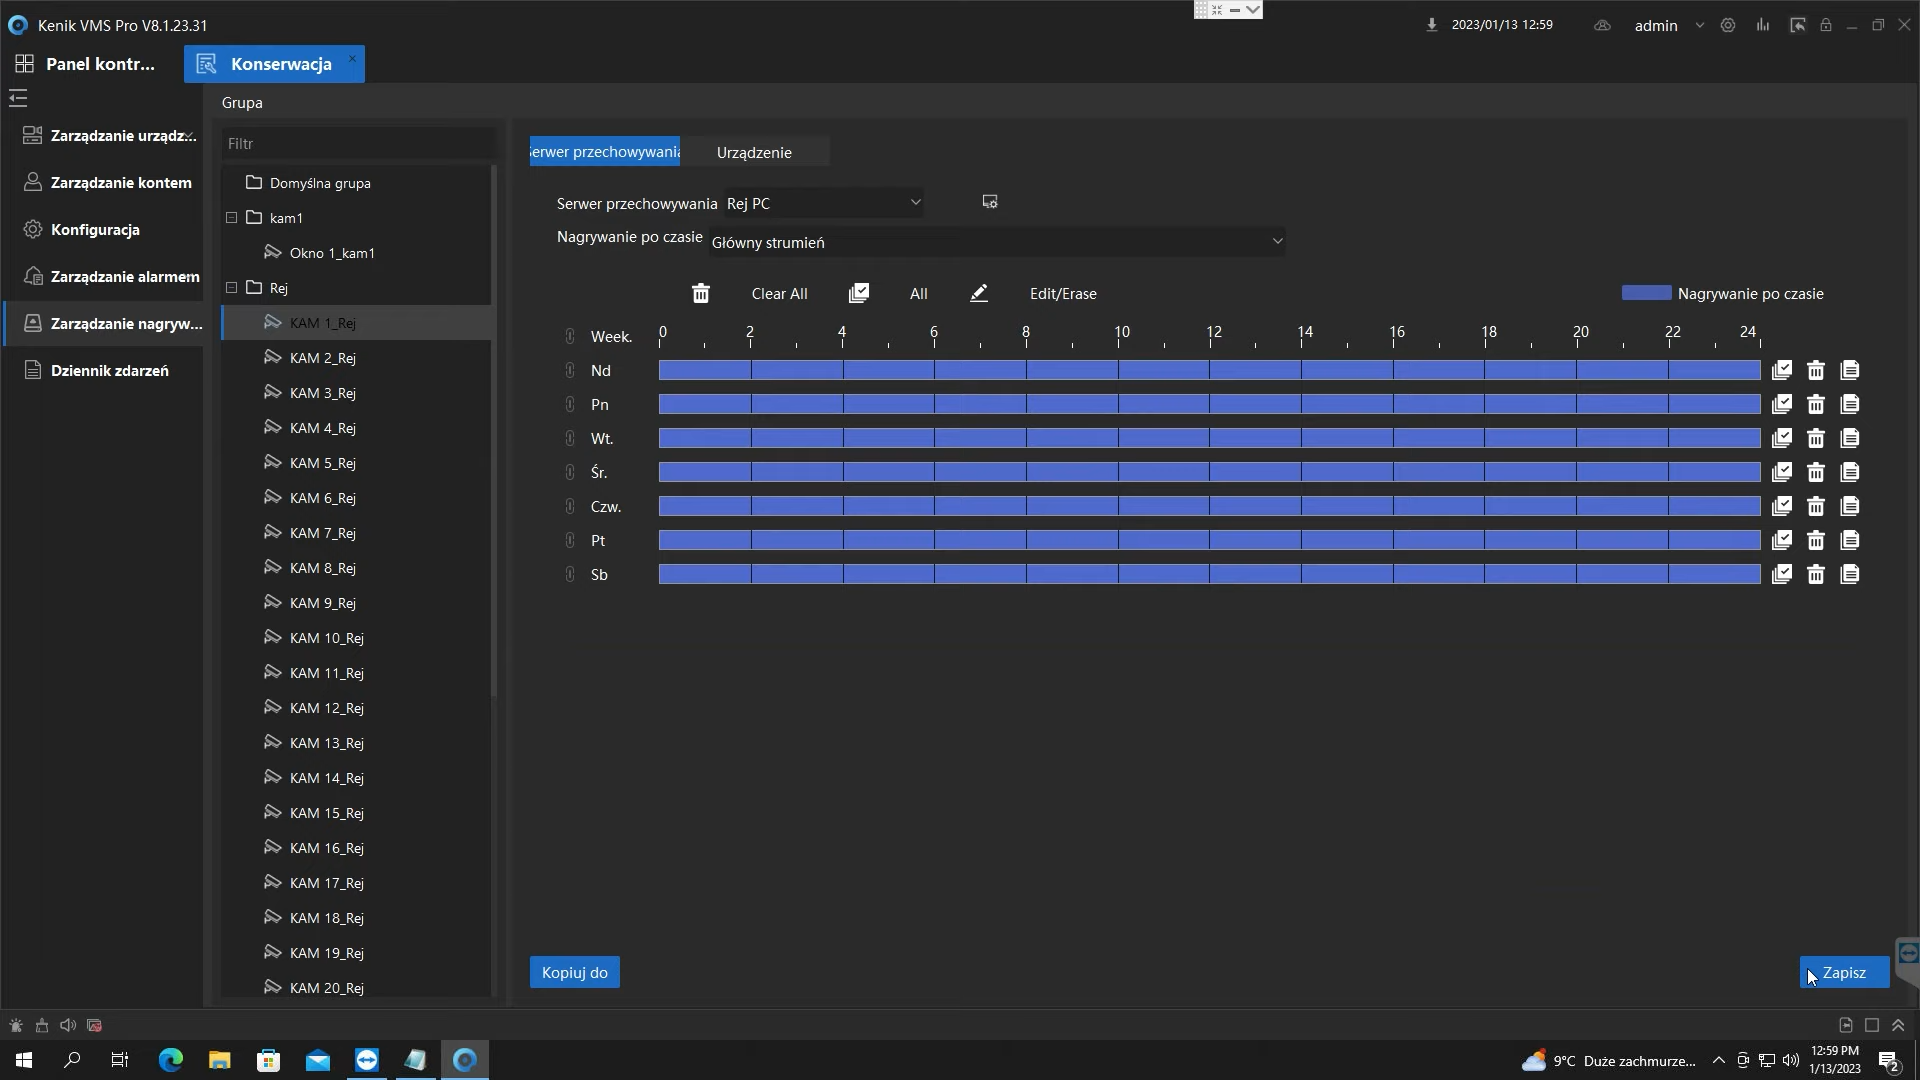 Kenik VMS Pro V8.1.23.31
2023/01/13 12:59
admin
Panel kontr...
Konserwacja
Grupa
Zarządzanie urządz...
Zarządzanie kontem
Konfiguracja
Zarządzanie alarmem
Zarządzanie nagryw...
Dziennik zdarzeń
Filtr
Domyślna grupa
kam1
Okno 1_kam1
Rej
KAM 1_Rej
KAM 2_Rej
KAM 3_Rej
KAM 4_Rej
KAM 5_Rej
KAM 6_Rej
KAM 7_Rej
KAM 8_Rej
KAM 9_Rej
KAM 10_Rej
KAM 11_Rej
KAM 12_Rej
KAM 13_Rej
KAM 14_Rej
KAM 15_Rej
KAM 16_Rej
KAM 17_Rej
KAM 18_Rej
KAM 19_Rej
KAM 20_Rej
Serwer przechowywania
Urządzenie
Serwer przechowywania Rej PC
Nagrywanie po czasie Główny strumień
Clear All All Edit/Erase
Nagrywanie po czasie
Week. 0 2 4 6 8 10 12 14 16 18 20 22 24
Nd
Pn
Wt.
Śr.
Czw.
Pt
Sb
Kopiuj do
Zapisz
9°C Duże zachmurze...
12:59 PM
1/13/2023
2